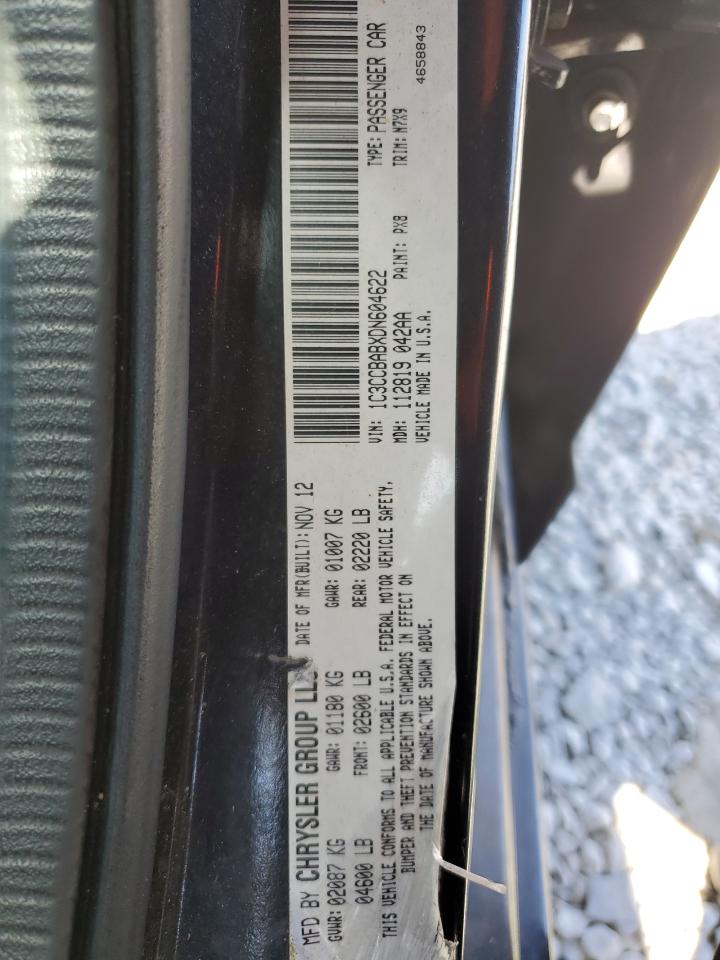 MFD BY CHRYSLER GROUP LLC DATE OF MFR(BUILT): NOV 12
GVWR: 02087 KG GAWR: 01180 KG GAWR: 01007 KG
04600 LB FRONT: 02600 LB REAR: 02220 LB
THIS VEHICLE CONFORMS TO ALL APPLICABLE U.S.A. FEDERAL MOTOR VEHICLE SAFETY,
BUMPER AND THEFT PREVENTION STANDARDS IN EFFECT ON
THE DATE OF MANUFACTURE SHOWN ABOVE.
VIN: 1C3CCBABXDN604622 TYPE: PASSENGER CAR
MDH: 112819 042AA PAINT: PX8 TRIM: N7X9
VEHICLE MADE IN U.S.A. 4658843